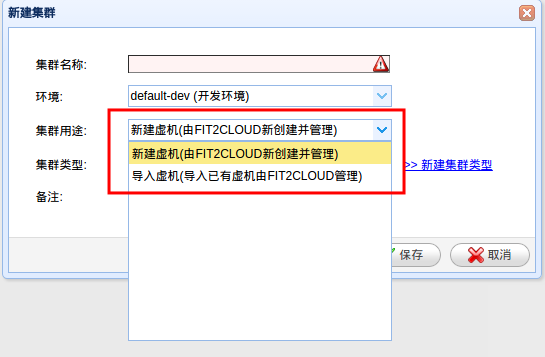 新建集群
集群名称:
环境: default-dev (开发环境)
集群用途: 新建虚机(由FIT2CLOUD新创建并管理)
新建虚机(由FIT2CLOUD新创建并管理)
集群类型: >> 新建集群类型
导入虚机(导入已有虚机由FIT2CLOUD管理)
备注:
保存 取消